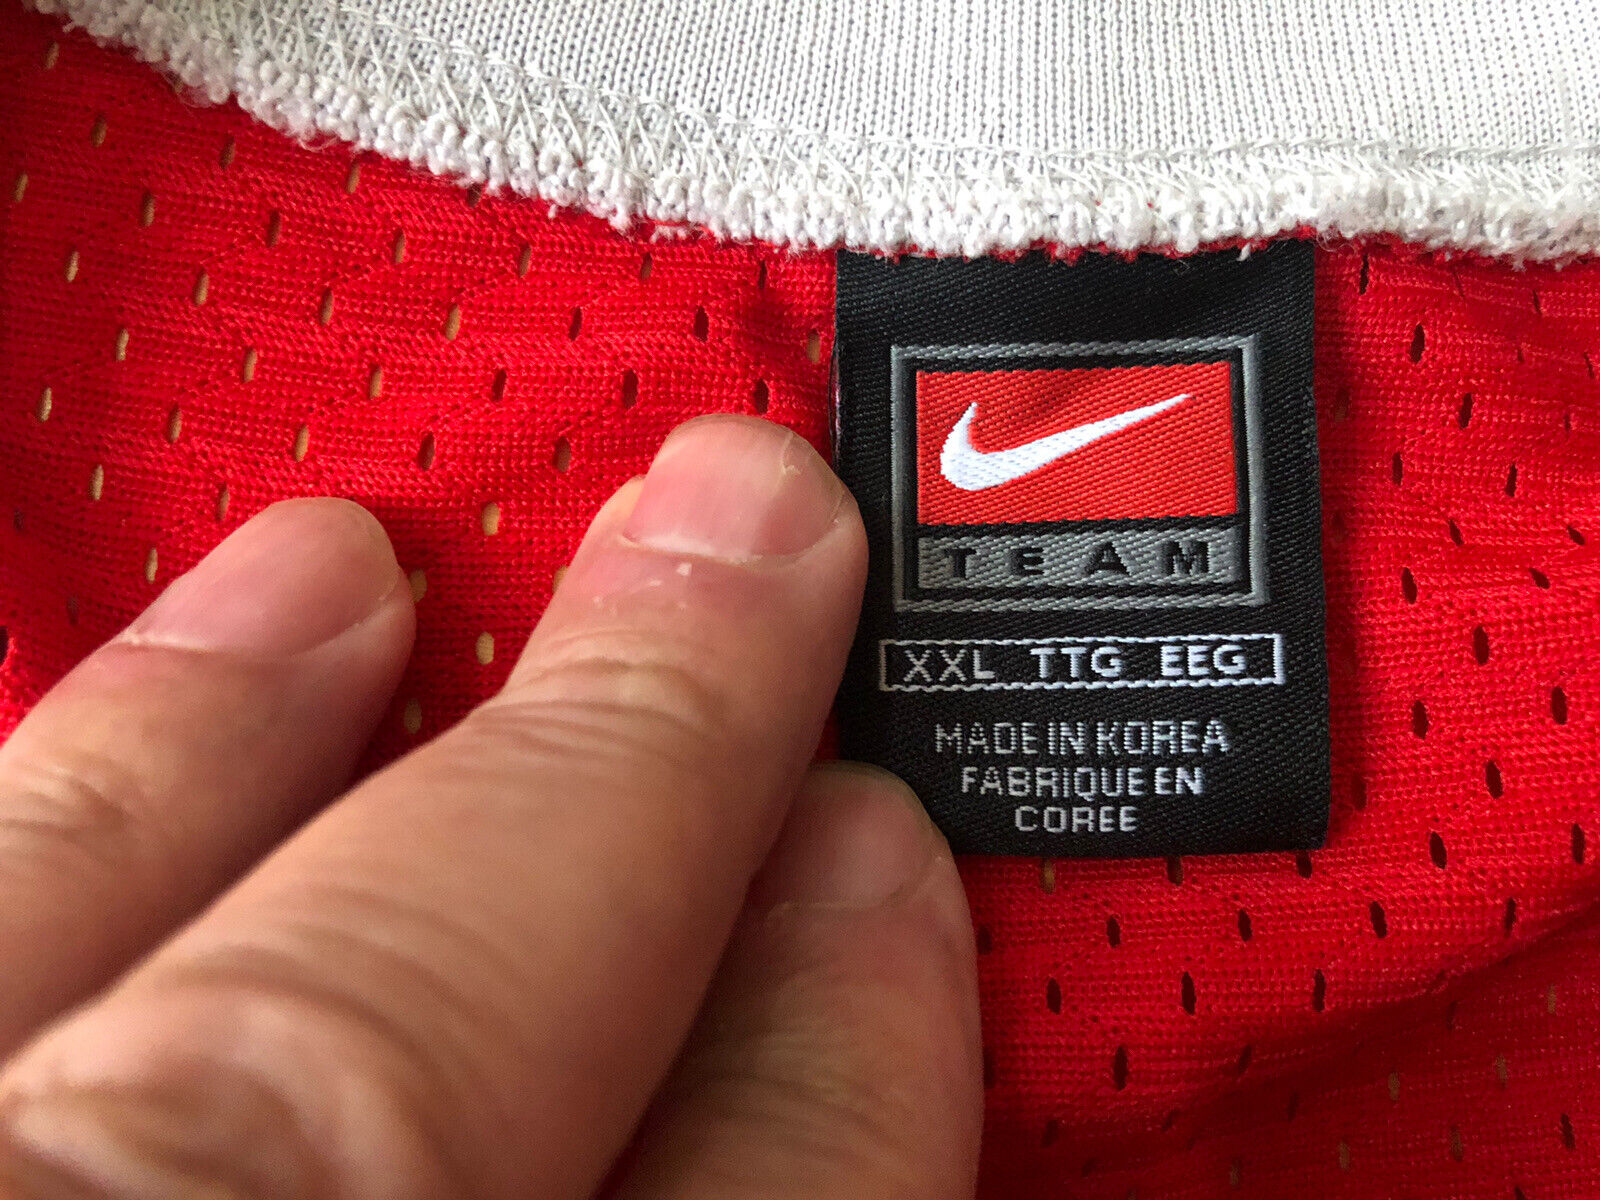 TEAM
XXL TTG EEG
MADE IN KOREA
FABRIQUE EN
COREE